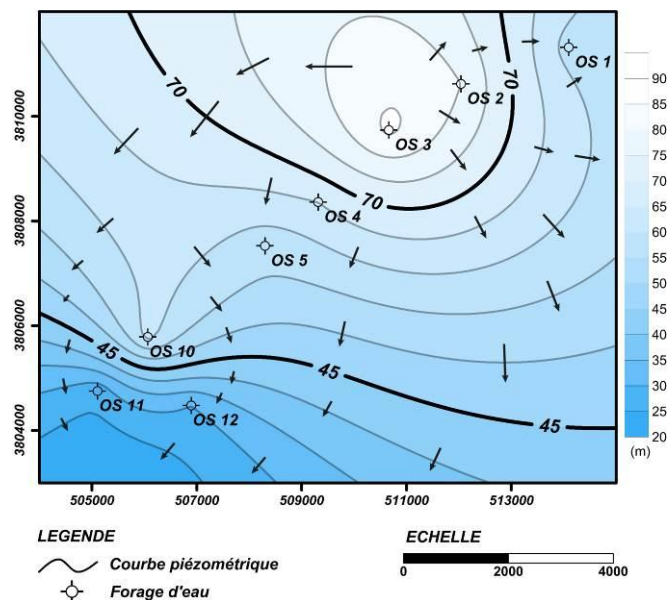 OS 1
70
70
OS 2
OS 3
3810000
90
85
80
75
70
65
60
55
50
45
40
35
30
25
20
(m)
70
OS 4
3808000
OS 5
3806000
45
OS 10
45
OS 11
OS 12
45
3804000
505000 507000 509000 511000 513000
LEGENDE
Courbe piézométrique
Forage d'eau
ECHELLE
0 2000 4000